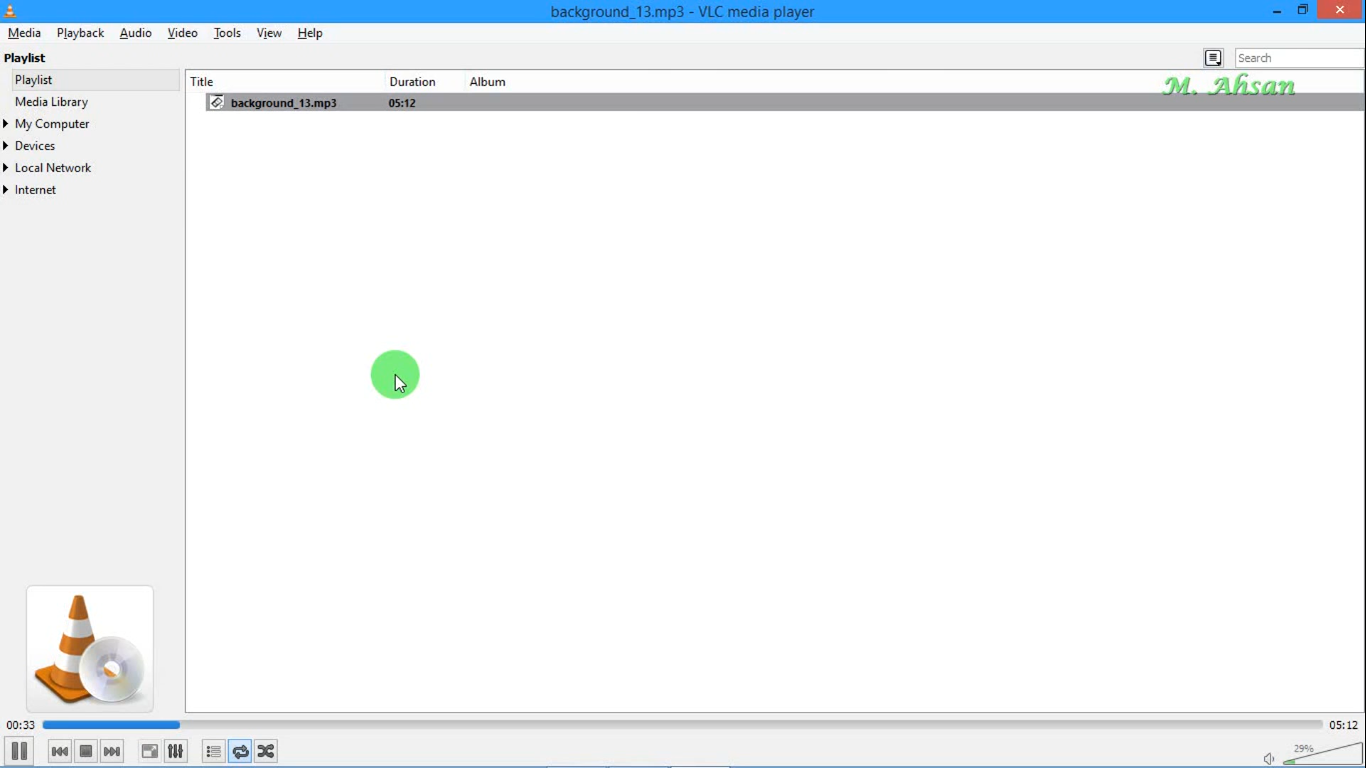 background_13.mp3 - VLC media player
Media Playback Audio Video Tools View Help
Playlist
Search
Playlist
Media Library
My Computer
Devices
Local Network
Internet
Title Duration Album
M. Ahsan
background_13.mp3 05:12
00:33 05:12
29%